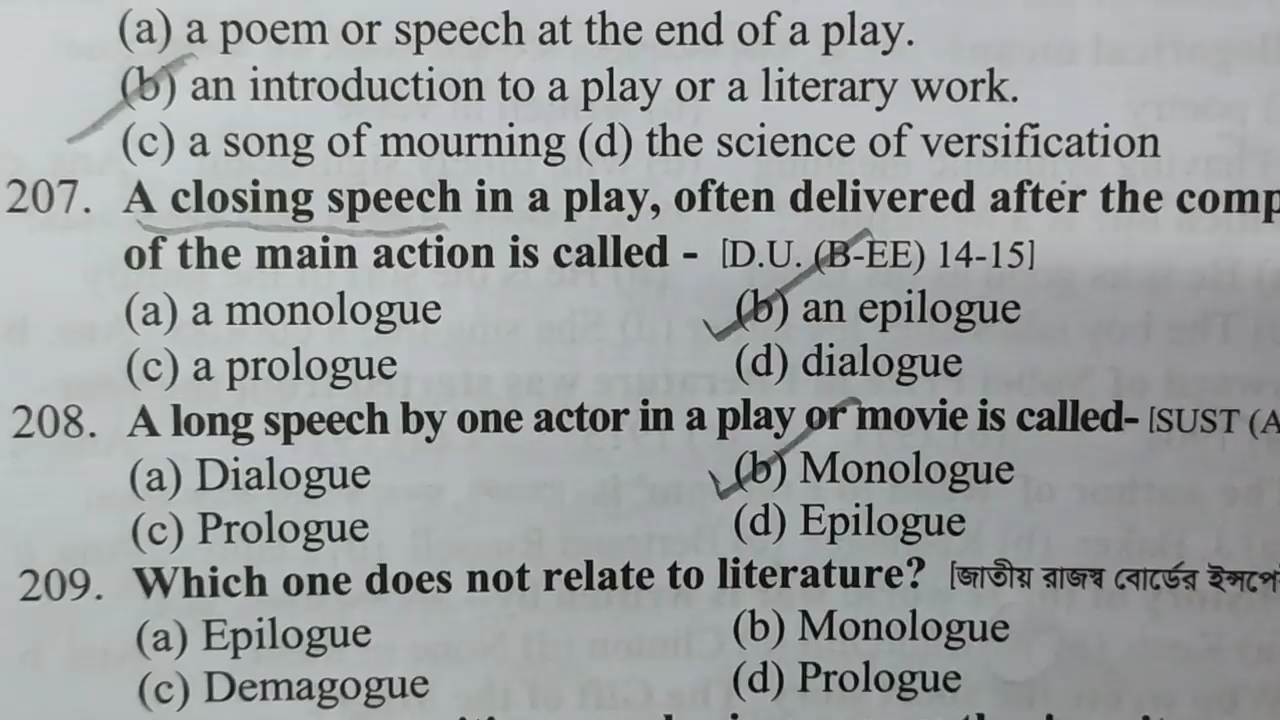 (a) a poem or speech at the end of a play.
(b) an introduction to a play or a literary work.
(c) a song of mourning (d) the science of versification
207. A closing speech in a play, often delivered after the comp
of the main action is called - [D.U. (B-EE) 14-15]
(a) a monologue (b) an epilogue
(c) a prologue (d) dialogue
208. A long speech by one actor in a play or movie is called- [SUST (A
(a) Dialogue (b) Monologue
(c) Prologue (d) Epilogue
209. Which one does not relate to literature? [জাতীয় রাজস্ব বোর্ডের ইন্সপে
(a) Epilogue (b) Monologue
(c) Demagogue (d) Prologue